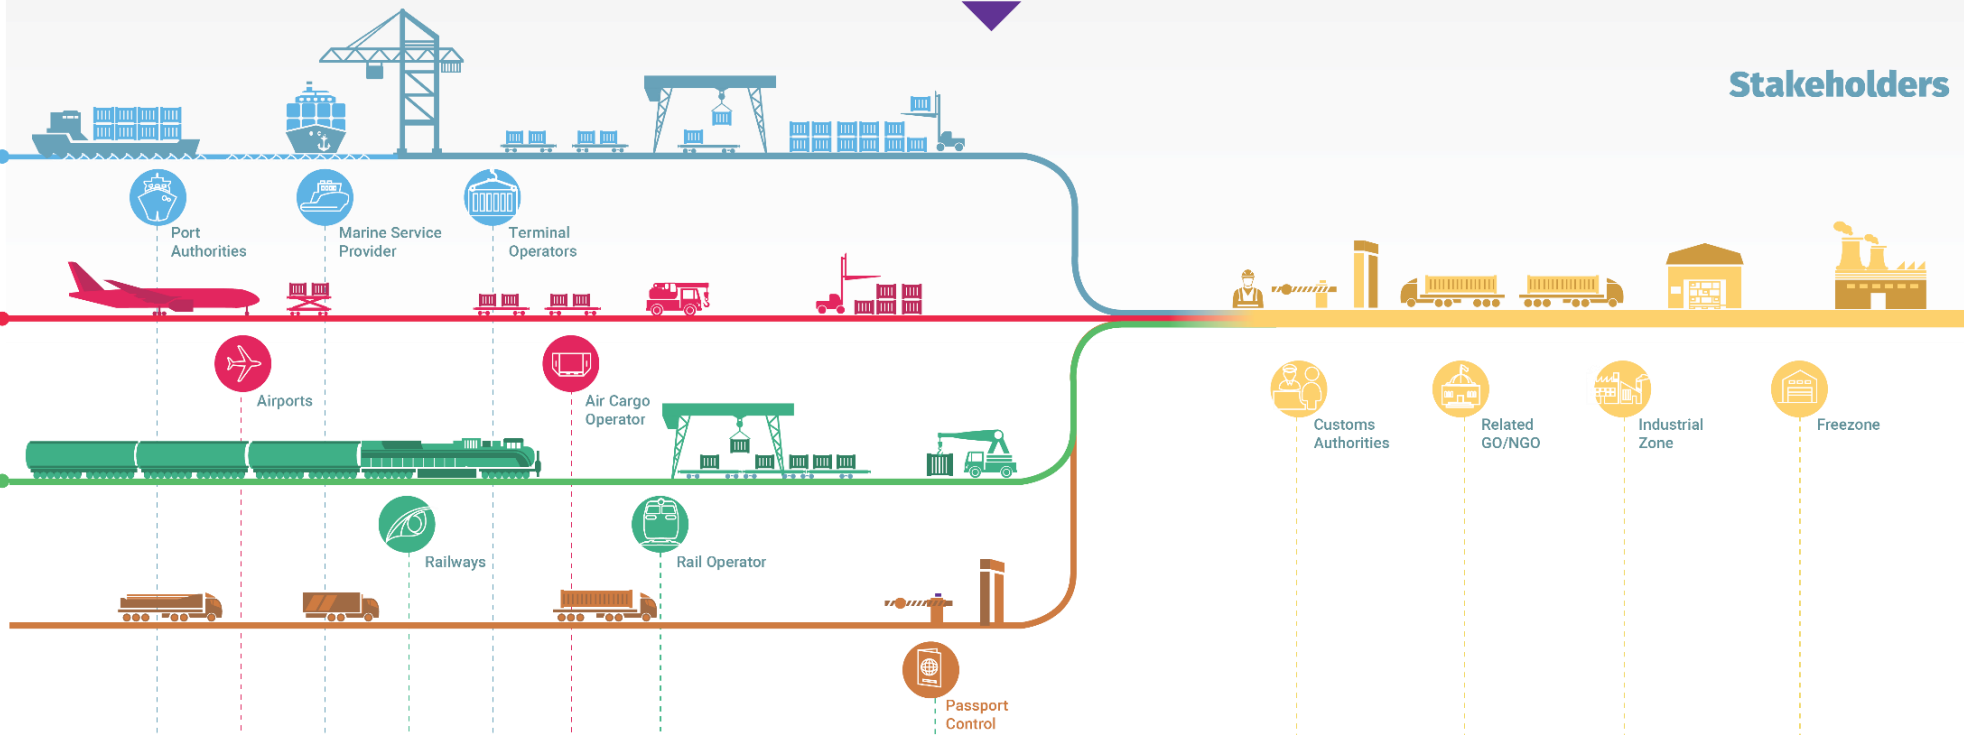 Stakeholders
Port
Authorities
Marine Service
Provider
Terminal
Operators
Airports
Air Cargo
Operator
Customs
Authorities
Related
GO/NGO
Industrial
Zone
Freezone
Railways
Rail Operator
Passport
Control